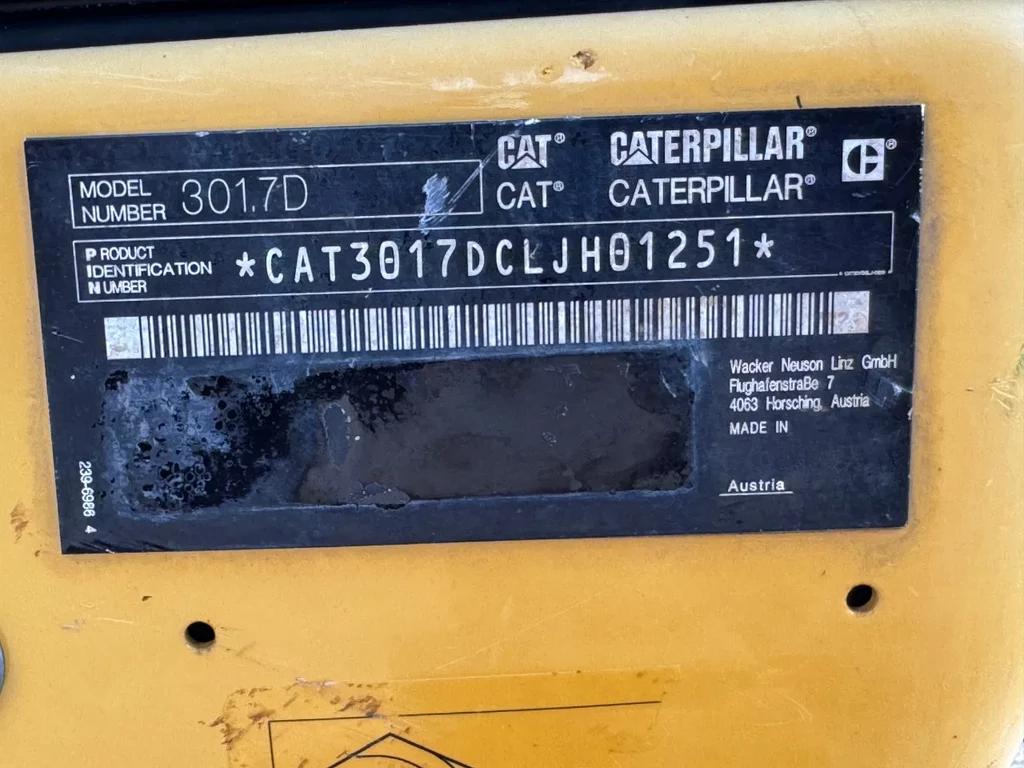 CAT® CATERPILLAR®
CAT® CATERPILLAR®
MODEL NUMBER 301.7D
PRODUCT IDENTIFICATION NUMBER *CAT3017DCLJH01251*
Wacker Neuson Linz GmbH
Flughafenstraße 7
4063 Horsching, Austria
MADE IN
Austria
239-6986 4